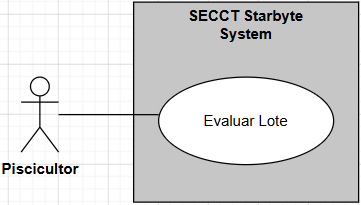 SECCT Starbyte
System
Evaluar Lote
Piscicultor